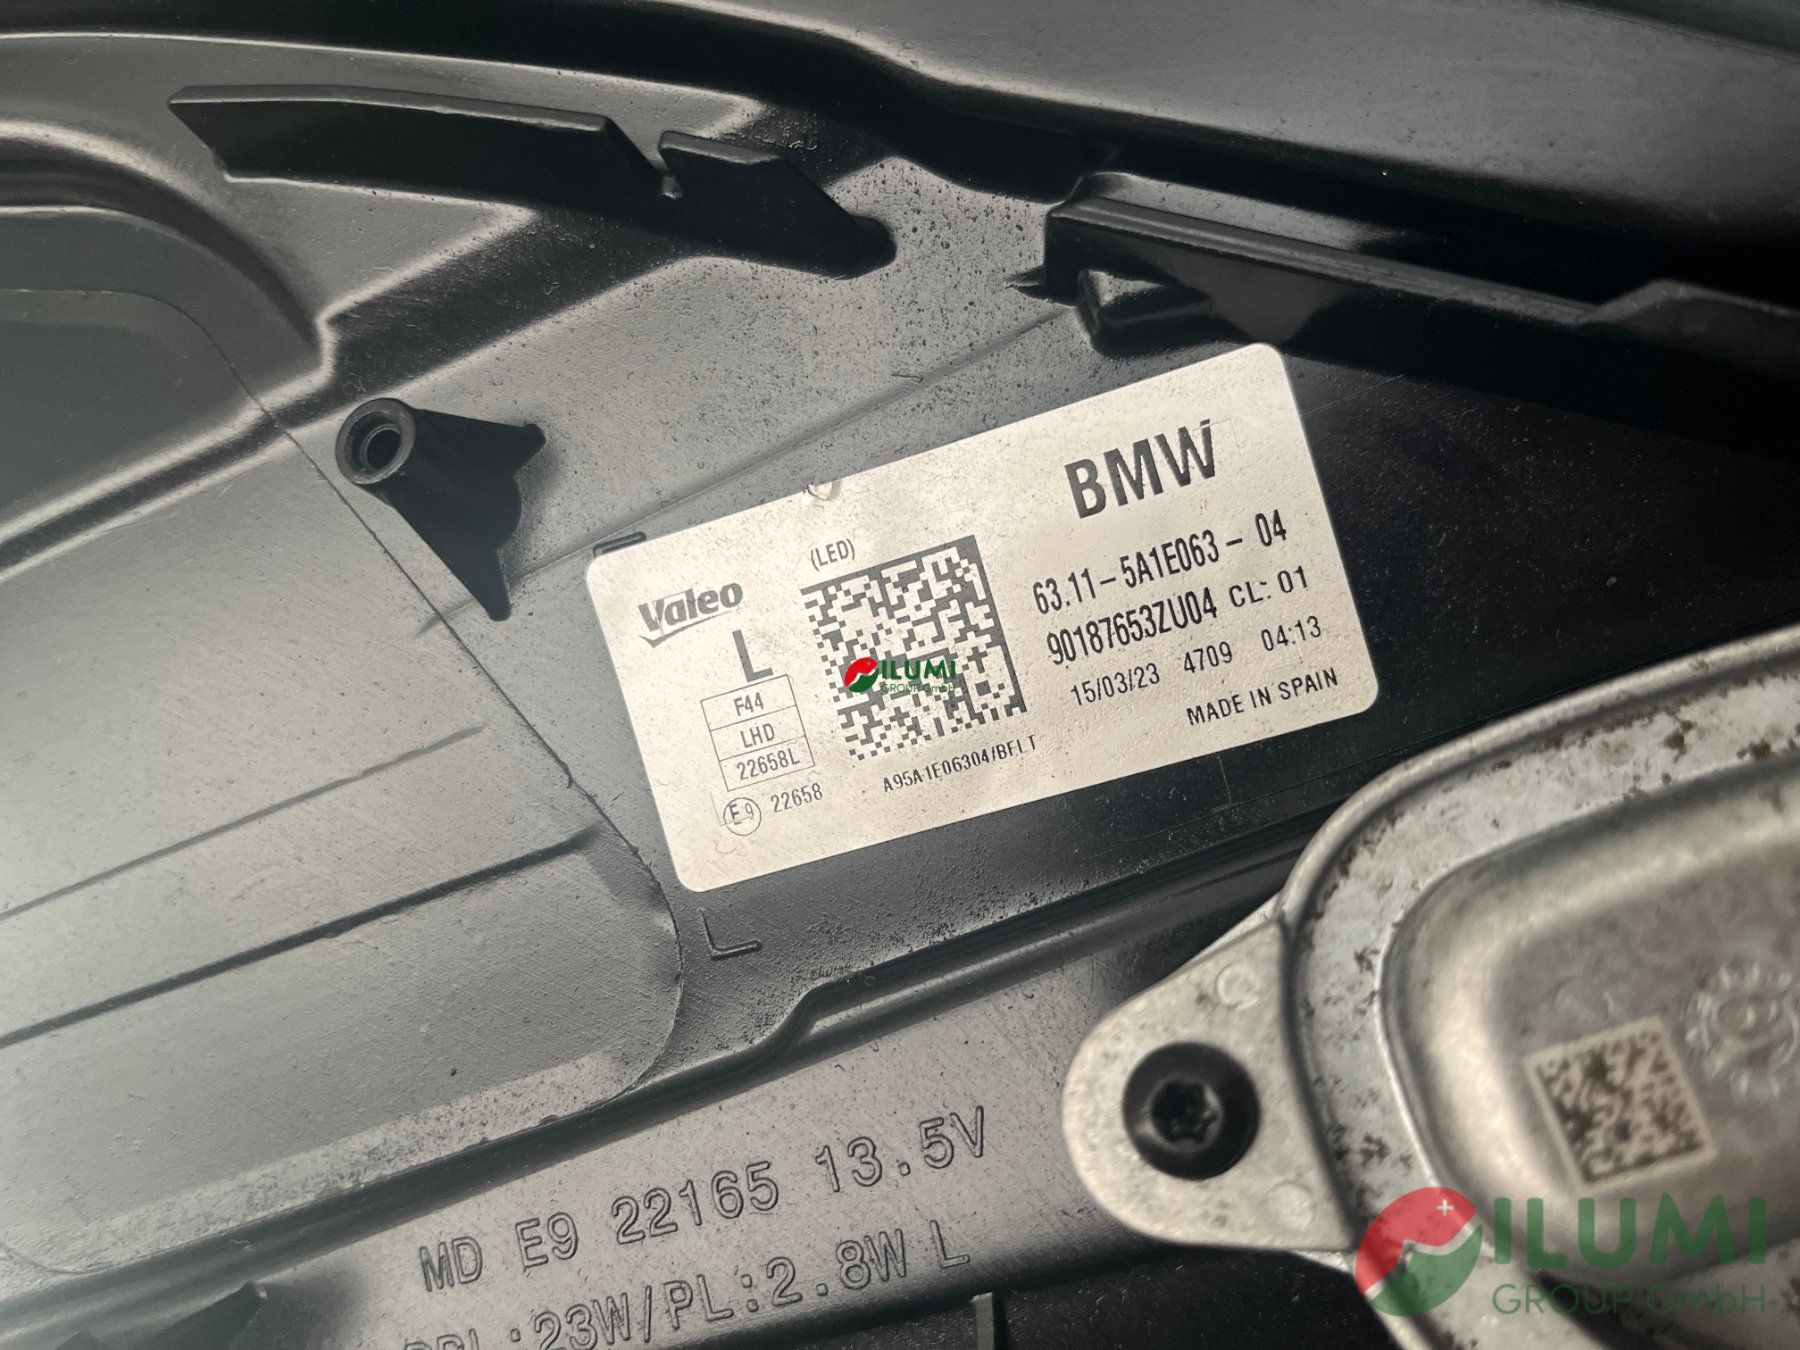 BMW
63.11-5A1E063-04
90187653ZU04 CL: 01
15/03/23 4709 04:13
MADE IN SPAIN
(LED)
Valeo
L
F44
LHD
22658L
E9 22658
A95A1E06304/BFLT
ILUMI
GROUP GmbH
L
MD E9 22165 13.5V
:23W/PL:2.8W L
ILUMI
GROUP GmbH